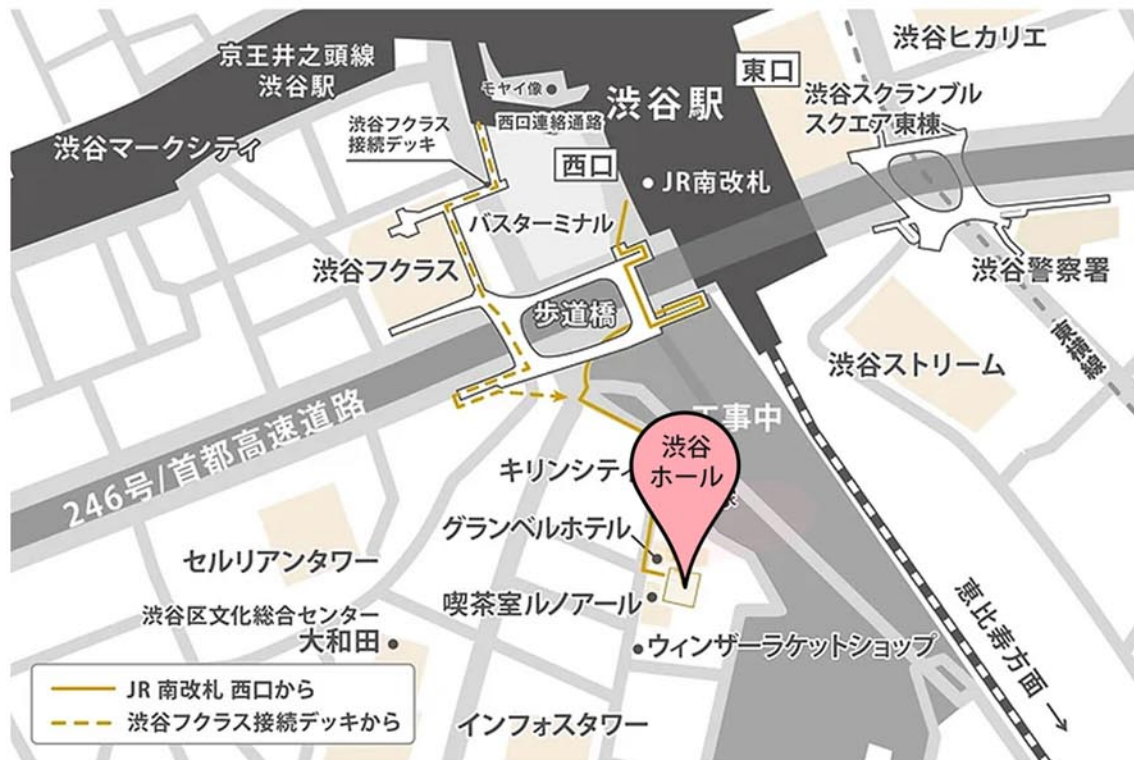 渋谷ヒカリエ
京王井之頭線
渋谷駅
東口
モヤイ像
渋谷駅
渋谷スクランブル
スクエア東棟
渋谷フクラス
接続デッキ
西口連絡通路
渋谷マークシティ
西口
JR南改札
バスターミナル
渋谷フクラス
渋谷警察署
歩道橋
東横線
渋谷ストリーム
246号/首都高速道路
工事中
渋谷
ホール
キリンシティ
グランベルホテル
セルリアンタワー
喫茶室ルノアール
渋谷区文化総合センター
大和田
ウィンザーラケットショップ
恵比寿方面
JR 南改札 西口から
渋谷フクラス接続デッキから
インフォスタワー